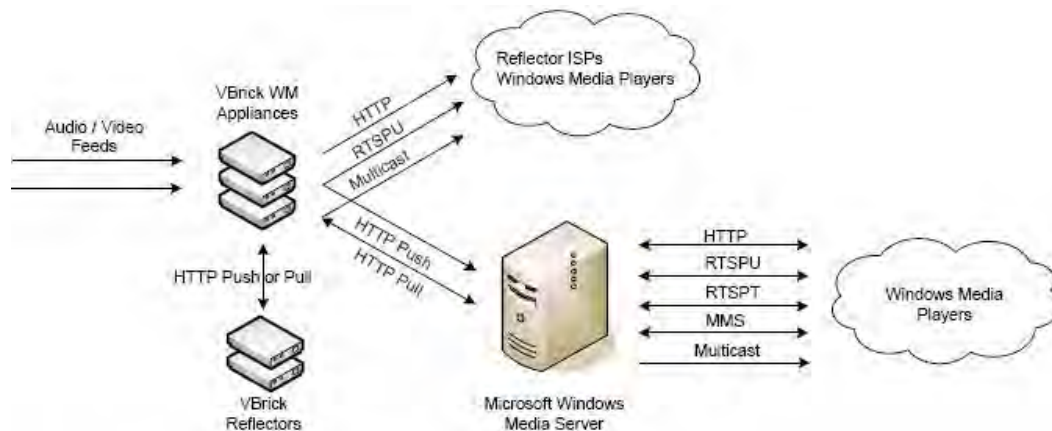 Reflector ISPs
Windows Media Players
VBrick WM
Appliances
Audio / Video
Feeds
HTTP
RTSPU
Multicast
HTTP Push
HTTP Pull
HTTP Push or Pull
VBrick
Reflectors
Microsoft Windows
Media Server
HTTP
RTSPU
RTSPT
MMS
Multicast
Windows Media
Players